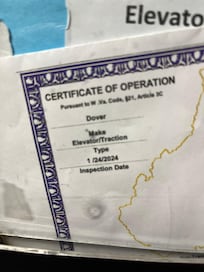 Elevator
CERTIFICATE OF OPERATION
Pursuant to W .Va. Code, §21, Article 3C
Dover
Make
Elevator/Traction
Type
1 /24/2024
Inspection Date